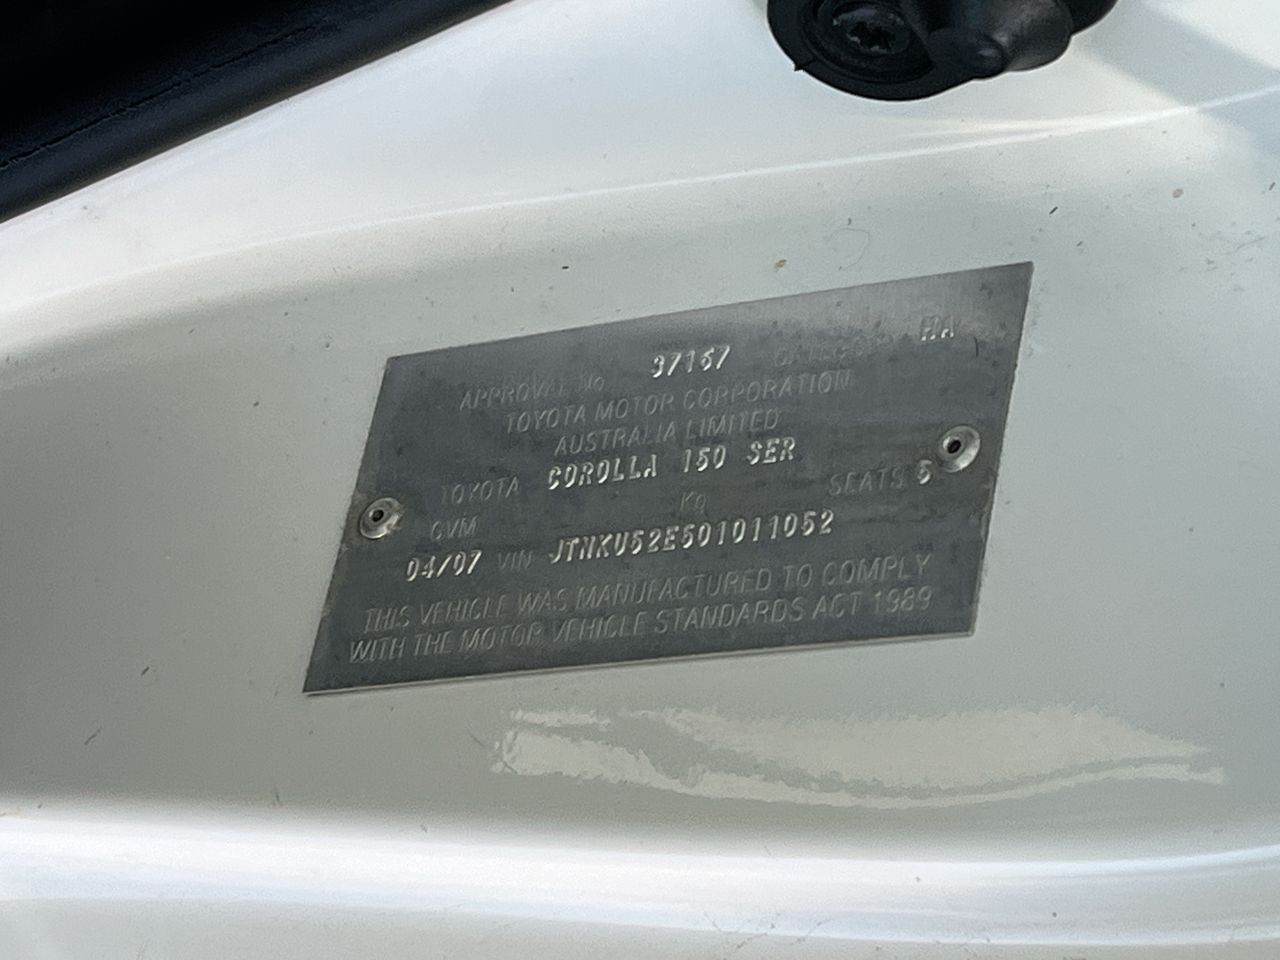 APPROVAL No 37167 CATEGORY MA
TOYOTA MOTOR CORPORATION
AUSTRALIA LIMITED
TOYOTA COROLLA 150 SER
GVM Kg SEATS 5
04/07 VIN JTNKU52E501011052
THIS VEHICLE WAS MANUFACTURED TO COMPLY
WITH THE MOTOR VEHICLE STANDARDS ACT 1989